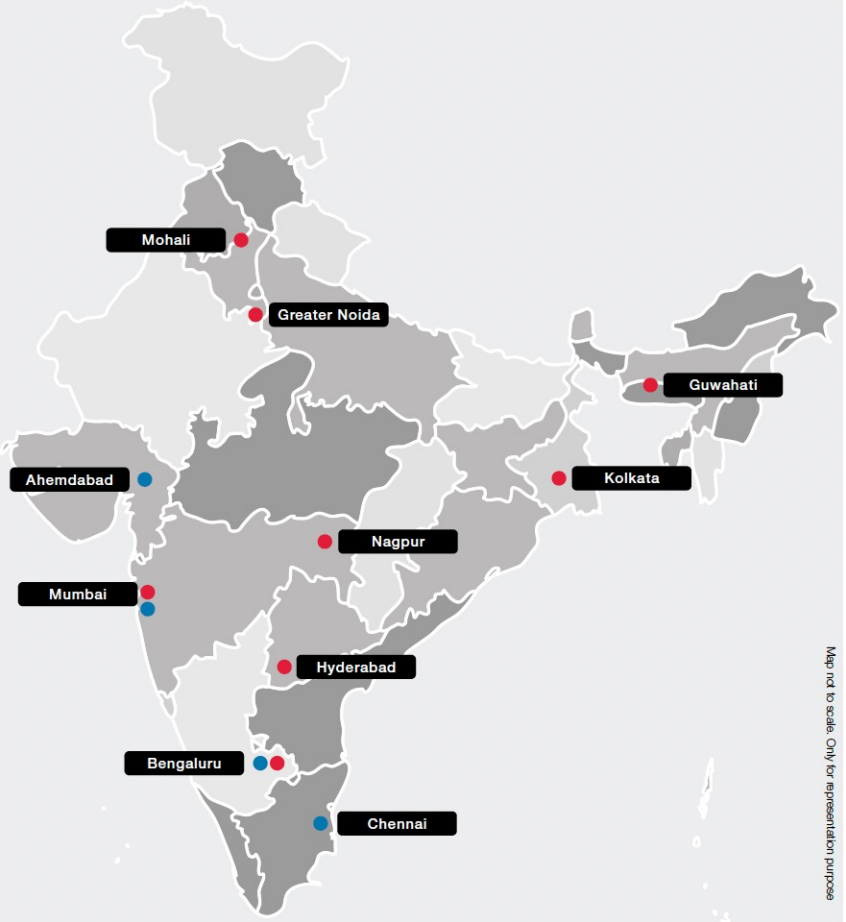 Mohali
Greater Noida
Guwahati
Ahemdabad
Kolkata
Nagpur
Mumbai
Hyderabad
Bengaluru
Chennai
Map not to scale. Only for representation purpose